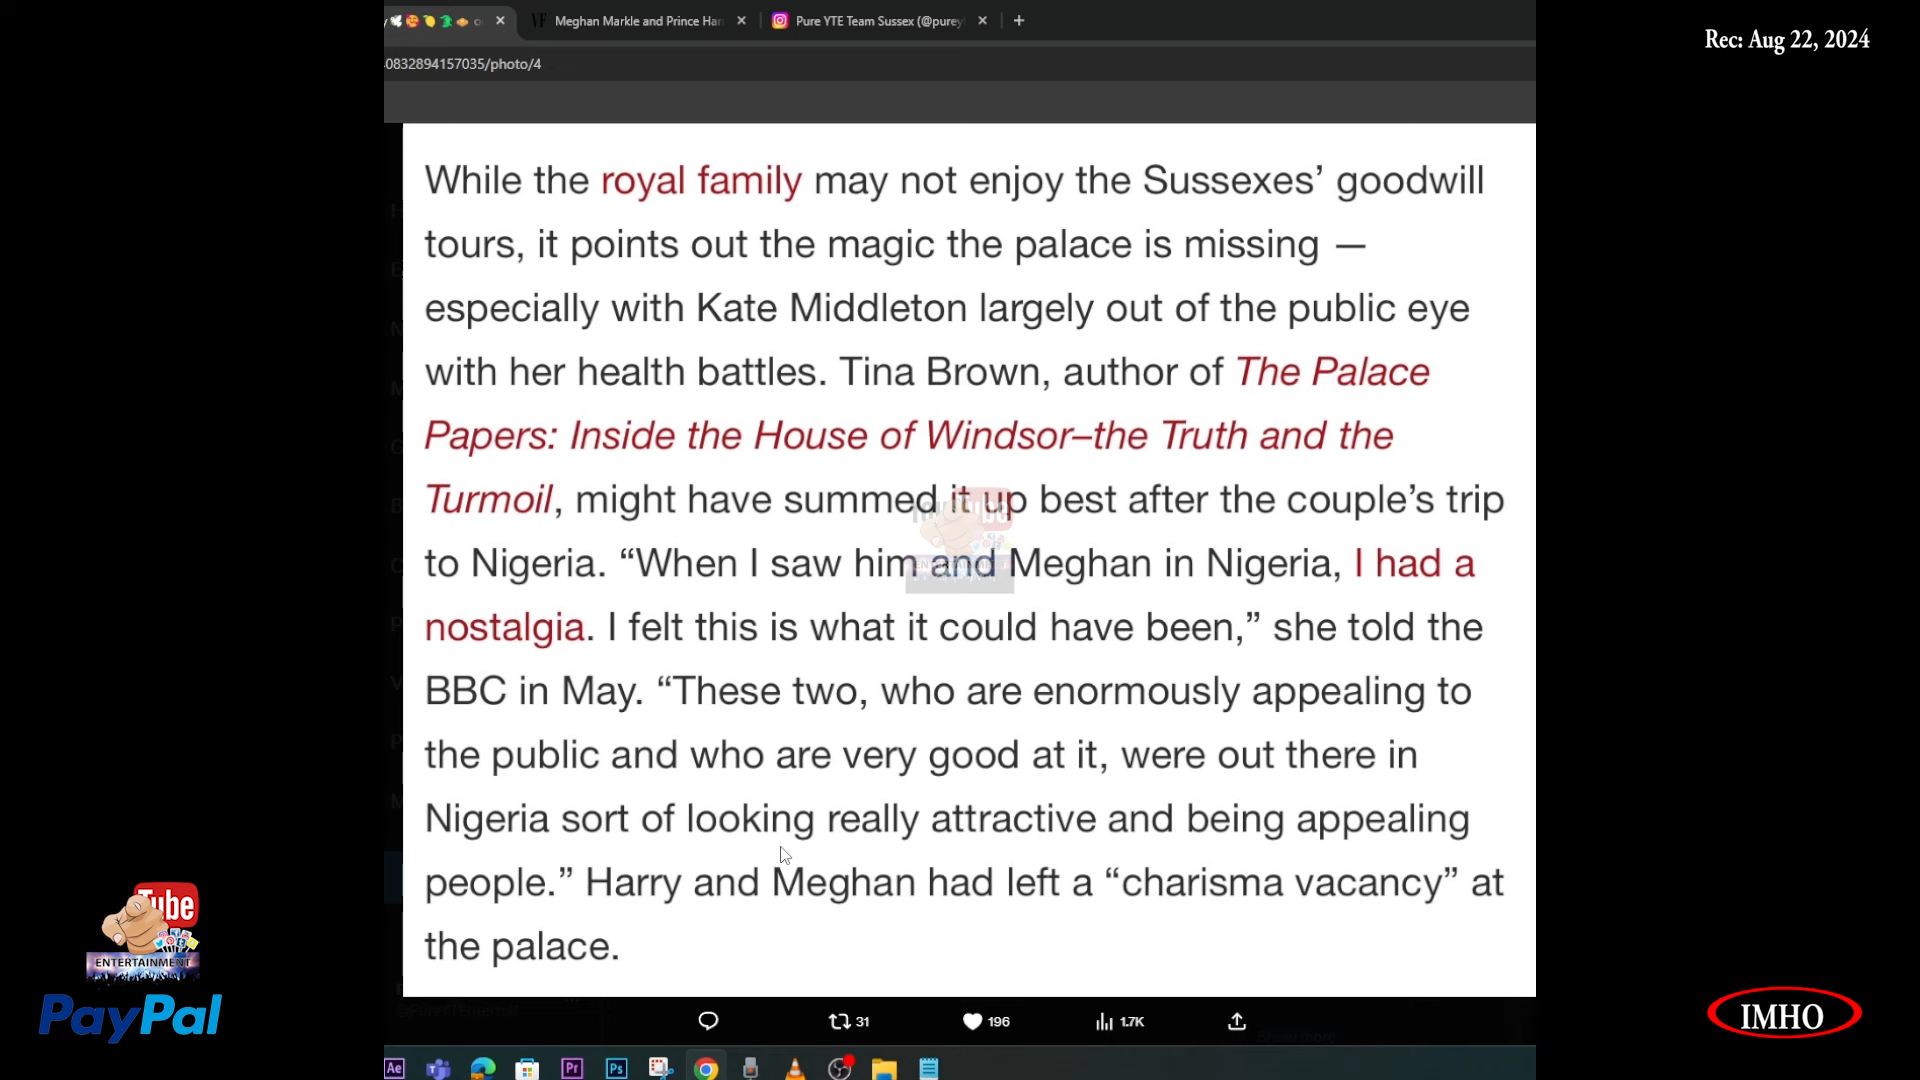 Meghan Markle and Prince Har
Pure YTE Team Sussex (@purey
Rec: Aug 22, 2024
0832894157035/photo/4
While the royal family may not enjoy the Sussexes’ goodwill
tours, it points out the magic the palace is missing —
especially with Kate Middleton largely out of the public eye
with her health battles. Tina Brown, author of The Palace
Papers: Inside the House of Windsor–the Truth and the
Turmoil, might have summed it up best after the couple’s trip
to Nigeria. “When I saw him and Meghan in Nigeria, I had a
nostalgia. I felt this is what it could have been,” she told the
BBC in May. “These two, who are enormously appealing to
the public and who are very good at it, were out there in
Nigeria sort of looking really attractive and being appealing
people.” Harry and Meghan had left a “charisma vacancy” at
the palace.
Tube
ENTERTAINMENT
PayPal
31
196
1.7K
IMHO
Ae
Pr
Ps